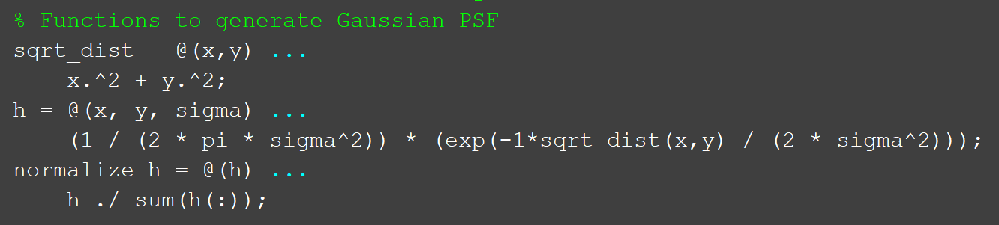 % Functions to generate Gaussian PSF
sqrt_dist = @(x,y) ...
    x.^2 + y.^2;
h = @(x, y, sigma) ...
    (1 / (2 * pi * sigma^2)) * (exp(-1*sqrt_dist(x,y) / (2 * sigma^2)));
normalize_h = @(h) ...
    h ./ sum(h(:));